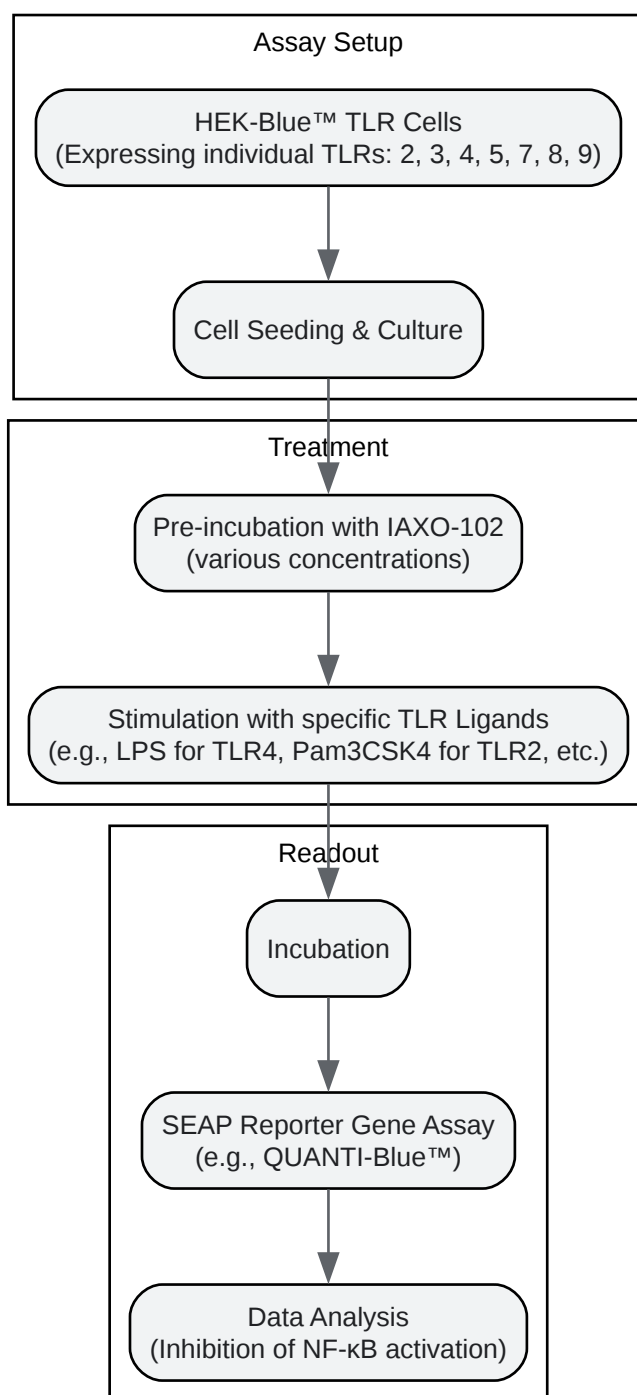 Assay Setup
HEK-Blue™ TLR Cells
(Expressing individual TLRs: 2, 3, 4, 5, 7, 8, 9)
Cell Seeding & Culture
Treatment
Pre-incubation with IAXO-102
(various concentrations)
Stimulation with specific TLR Ligands
(e.g., LPS for TLR4, Pam3CSK4 for TLR2, etc.)
Readout
Incubation
SEAP Reporter Gene Assay
(e.g., QUANTI-Blue™)
Data Analysis
(Inhibition of NF-κB activation)